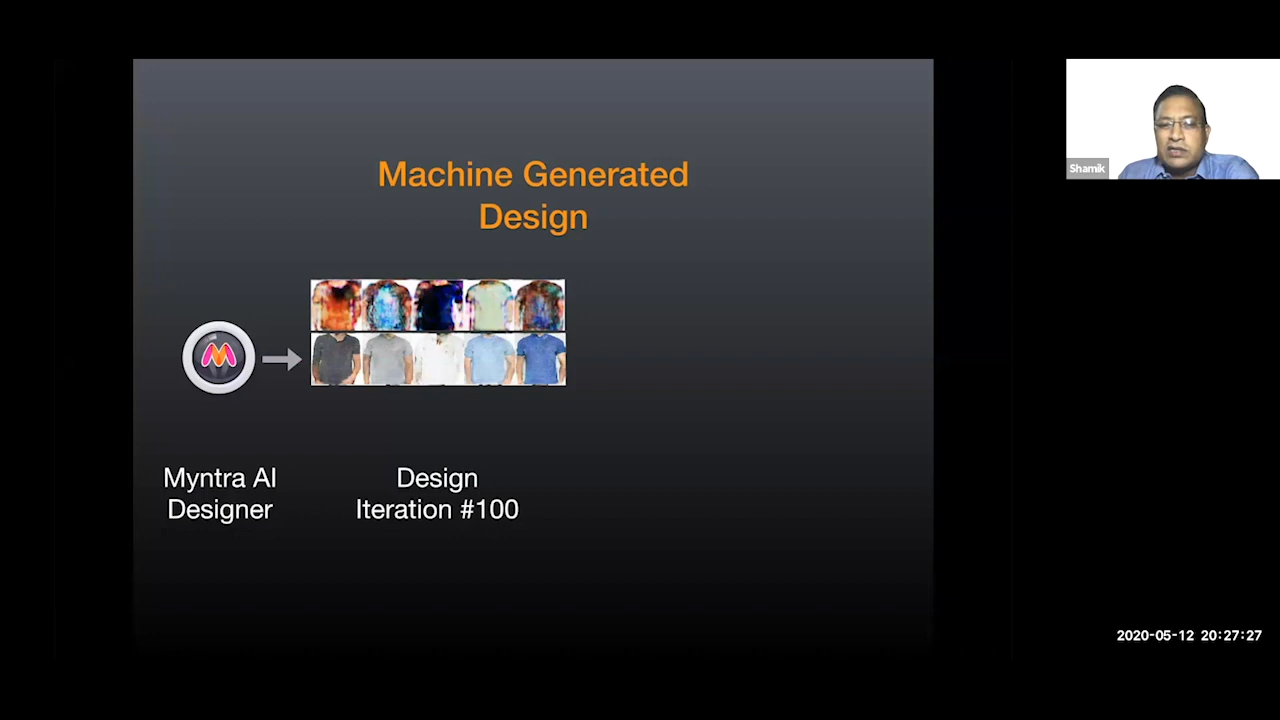 Machine Generated
Design
Myntra AI
Designer
Design
Iteration #100
Shamik
2020-05-12 20:27:27